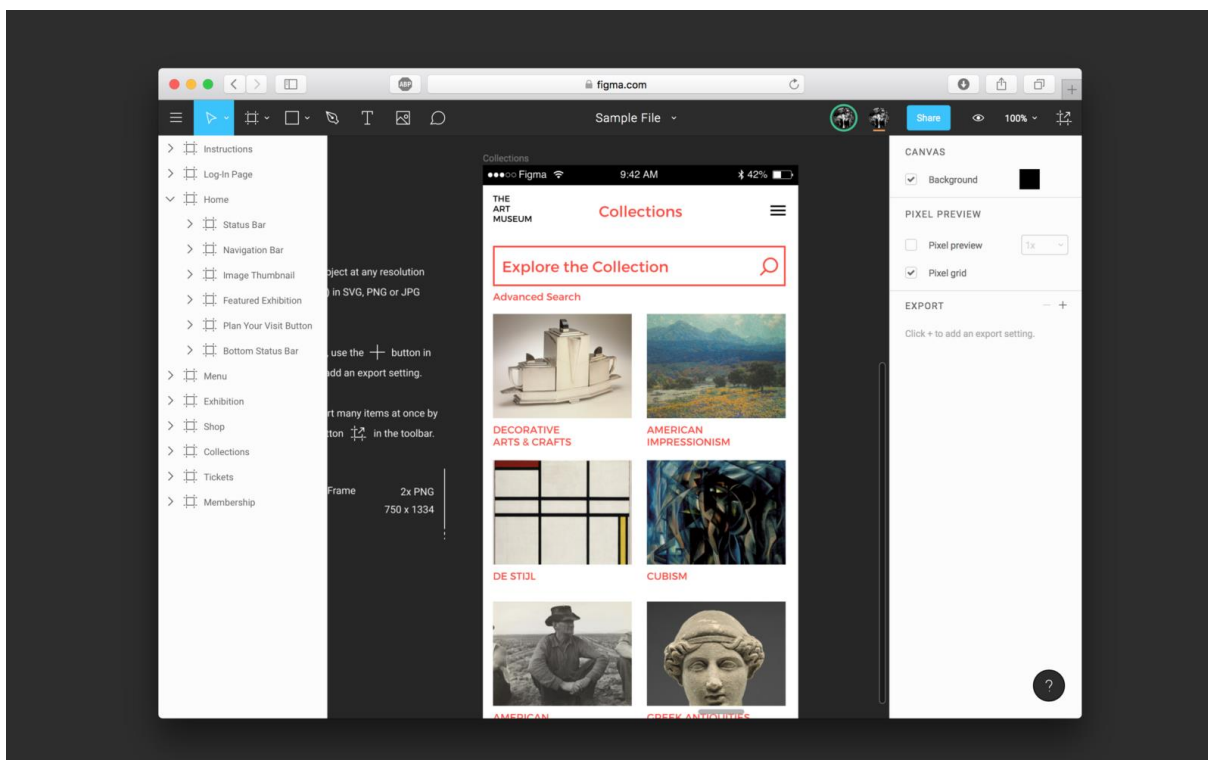 ABP
figma.com
Sample File
Share
100%
Instructions
Log-In Page
Home
Status Bar
Navigation Bar
Image Thumbnail
Featured Exhibition
Plan Your Visit Button
Bottom Status Bar
Menu
Exhibition
Shop
Collections
Tickets
Membership
at any resolution
in SVG, PNG or JPG
use the button in
add an export setting.
many items at once by
in the toolbar.
Frame 2x PNG
750 x 1334
Collections
Figma 9:42 AM 42%
THE
ART
MUSEUM
Collections
Explore the Collection
Advanced Search
DECORATIVE
ARTS & CRAFTS
AMERICAN
IMPRESSIONISM
DE STIJL
CUBISM
AMERICAN
GREEK ANTIQUITIES
CANVAS
Background
PIXEL PREVIEW
Pixel preview 1x
Pixel grid
EXPORT
Click + to add an export setting.
?